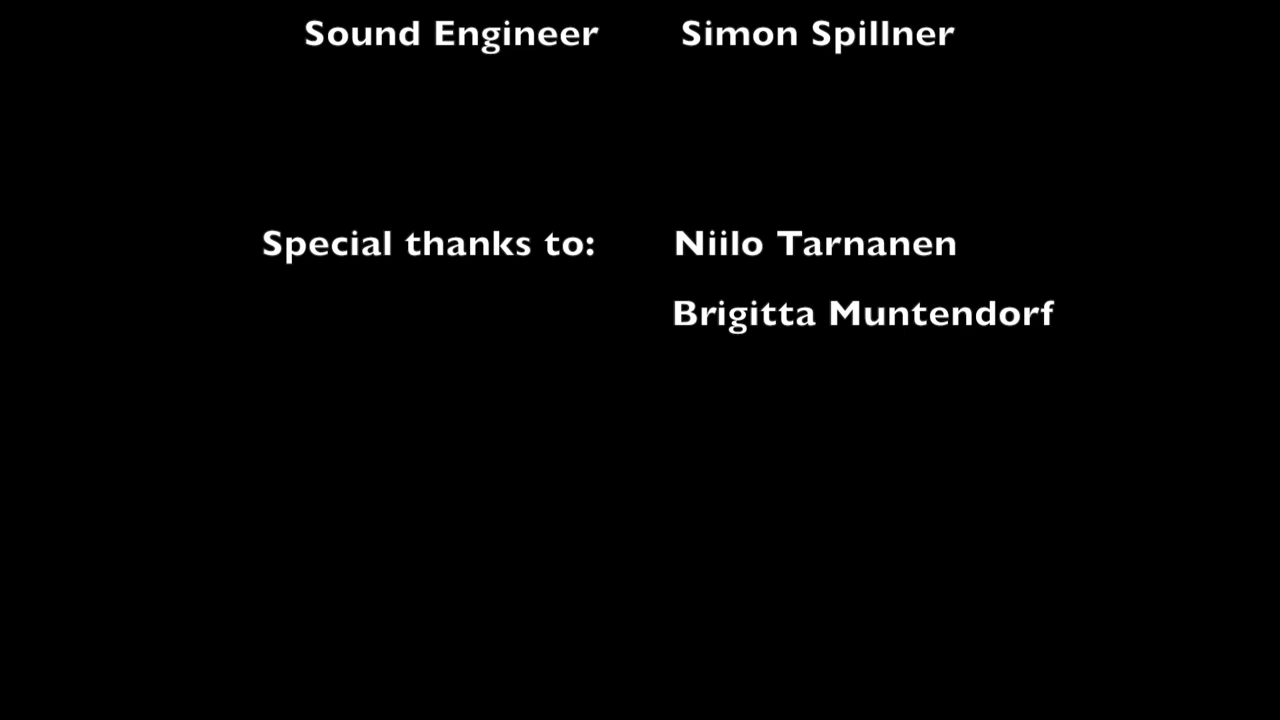 Sound Engineer Simon Spillner
Special thanks to: Niilo Tarnanen
Brigitta Muntendorf